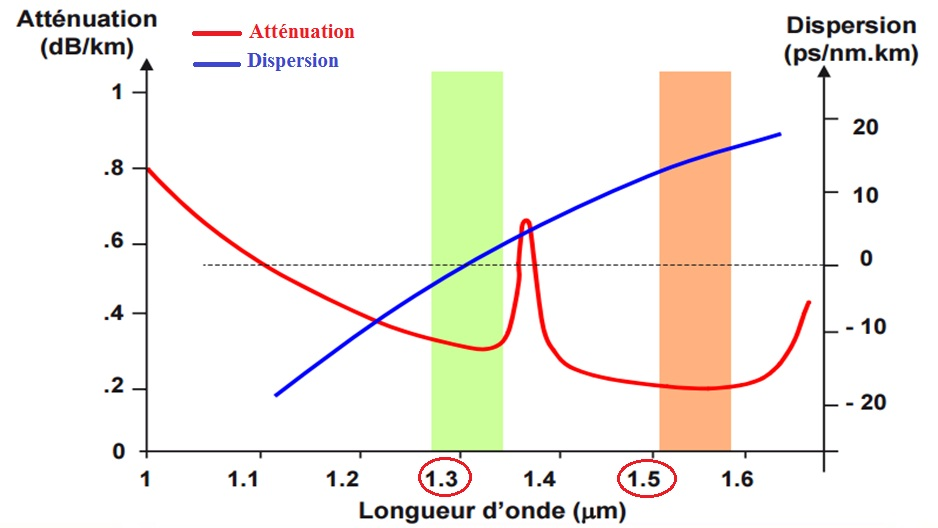 Atténuation
(dB/km)
Atténuation
Dispersion
Dispersion
(ps/nm.km)
1
.8
.6
.4
.2
0
20
10
0
- 10
- 20
1 1.1 1.2 1.3 1.4 1.5 1.6
Longueur d'onde (µm)